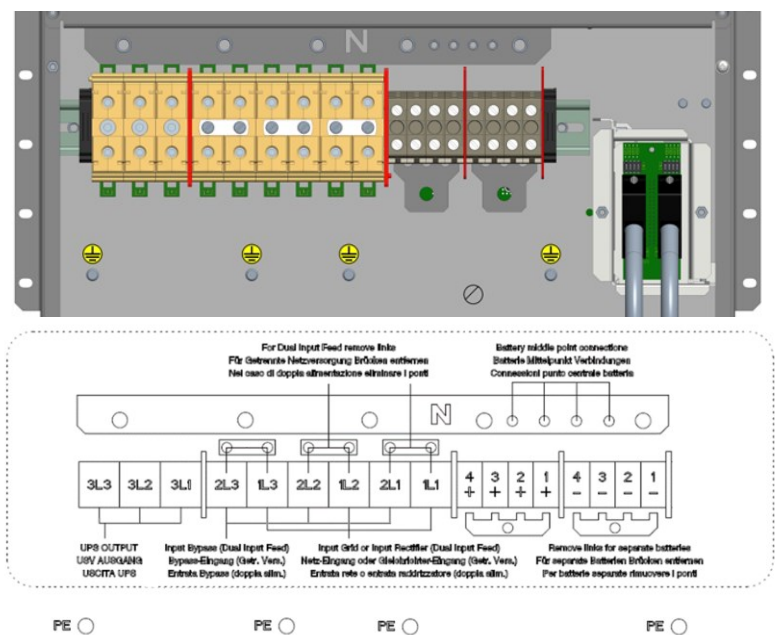 N
For Dual Input Feed remove links
Für Getrennte Netzversorgung Brücken entfernen
Nel caso di doppia alimentazione eliminare i ponti
Battery middle point connections
Batterie Mittelpunkt Verbindungen
Connessioni punto centrale batteria
N
3L3 3L2 3L1 2L3 1L3 2L2 1L2 2L1 1L1 4 3 2 1 4 3 2 1
+ + + + − − − −
UPS OUTPUT
USV AUSGANG
USCITA UPS
Input Bypass (Dual Input Feed)
Bypass-Eingang (Getr. Vers.)
Entrata Bypass (doppia alim.)
Input Grid or Input Rectifier (Dual Input Feed)
Netz-Eingang oder Gleichrichter-Eingang (Getr. Vers.)
Entrata rete o entrata raddrizzatore (doppia alim.)
Remove links for separate batteries
Für separate Batterien Brücken entfernen
Per batterie separate rimuovere i ponti
PE PE PE PE